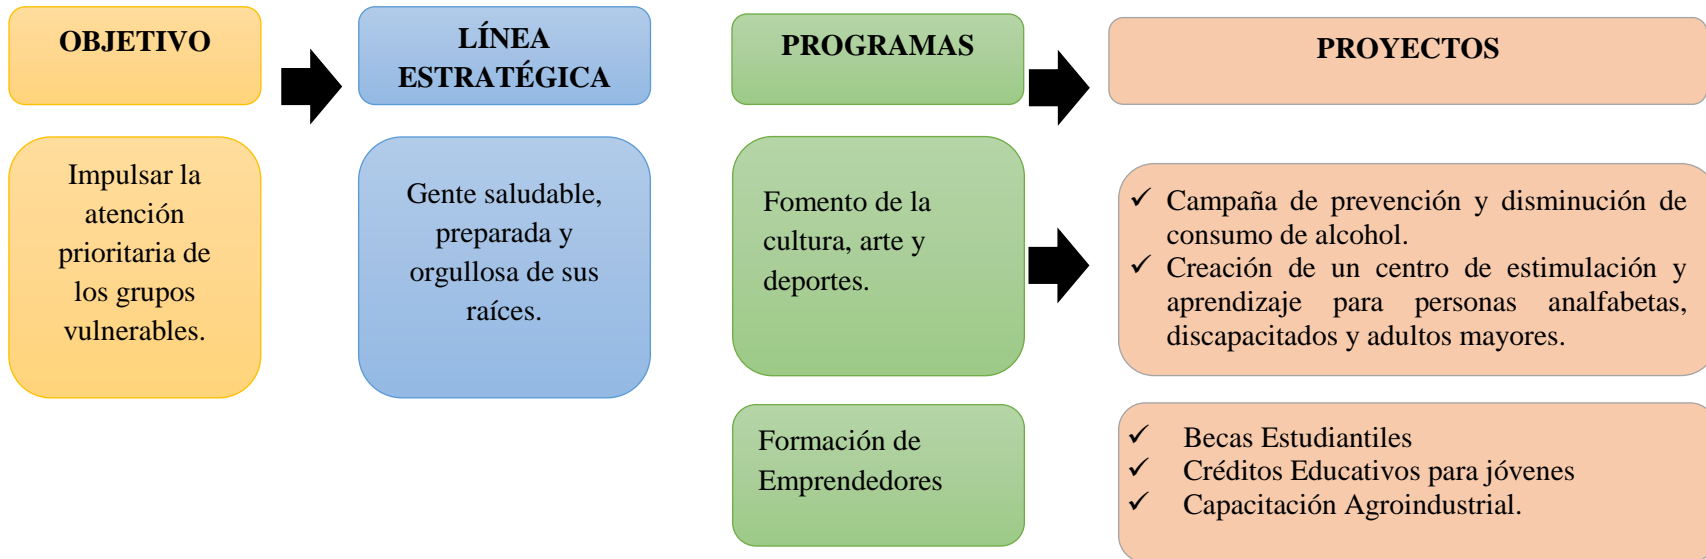 OBJETIVO
LÍNEA
ESTRATÉGICA
PROGRAMAS
PROYECTOS
Impulsar la
atención
prioritaria de
los grupos
vulnerables.
Gente saludable,
preparada y
orgullosa de sus
raíces.
Fomento de la
cultura, arte y
deportes.
✓ Campaña de prevención y disminución de
consumo de alcohol.
✓ Creación de un centro de estimulación y
aprendizaje para personas analfabetas,
discapacitados y adultos mayores.
Formación de
Emprendedores
✓ Becas Estudiantiles
✓ Créditos Educativos para jóvenes
✓ Capacitación Agroindustrial.